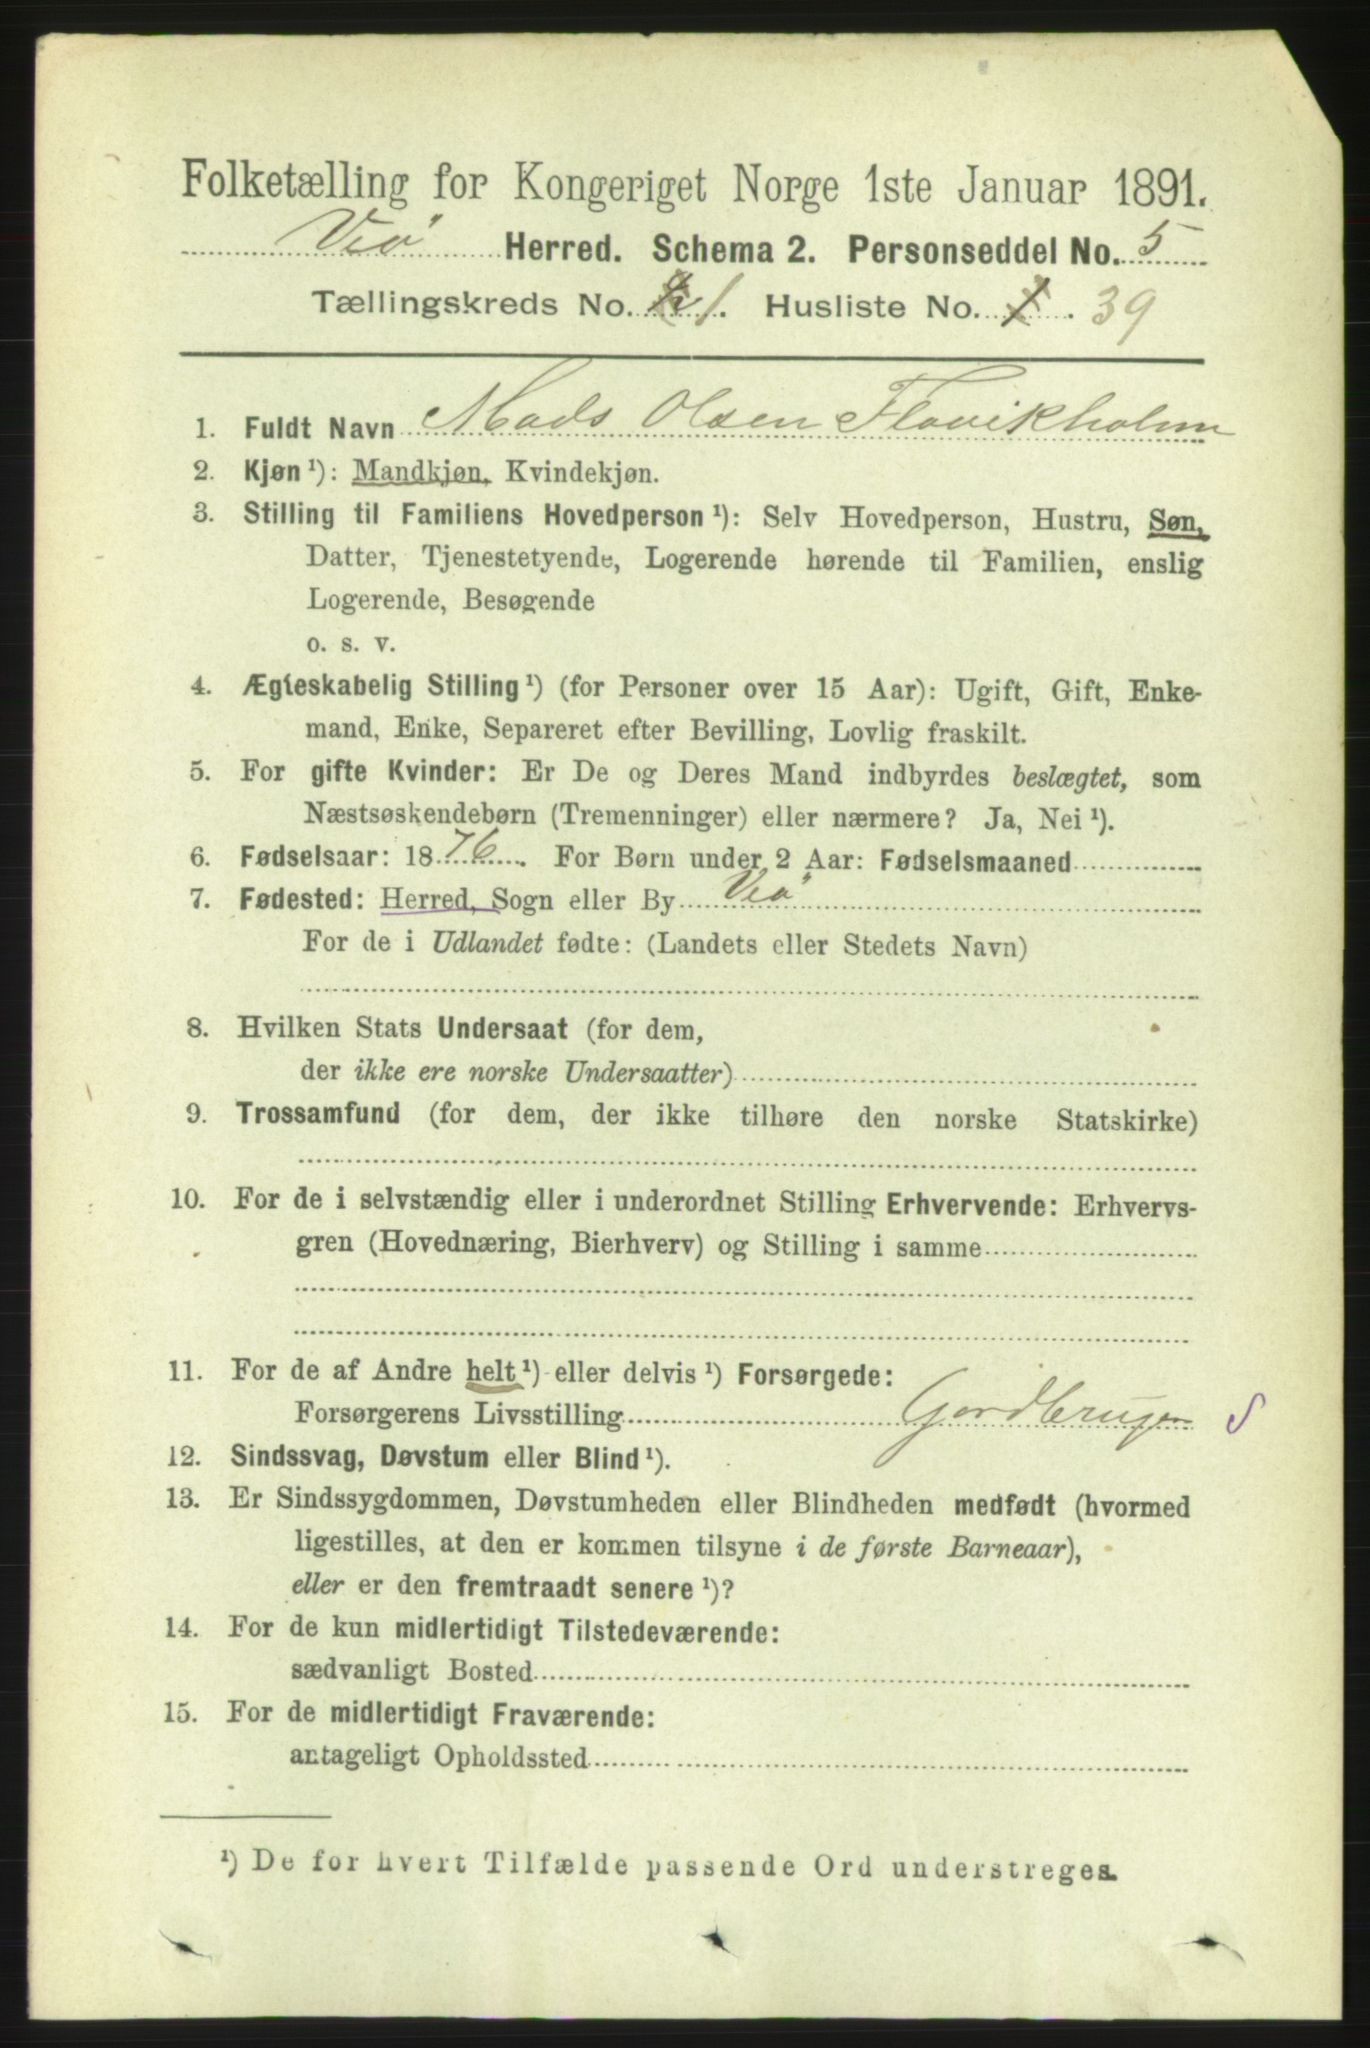 Folketælling for Kongeriget Norge 1ste Januar 1891.
Veø Herred. Schema 2. Personseddel No. 5
Tællingskreds No. 1. Husliste No. 1. 39
1. Fuldt Navn Mads Olsen Flovikholm
2. Kjøn ¹): Mandkjøn, Kvindekjøn.
3. Stilling til Familiens Hovedperson ¹): Selv Hovedperson, Hustru, Søn,
Datter, Tjenestetyende, Logerende hørende til Familien, enslig
Logerende, Besøgende
o. s. v.
4. Ægteskabelig Stilling ¹) (for Personer over 15 Aar): Ugift, Gift, Enke-
mand, Enke, Separeret efter Bevilling, Lovlig fraskilt.
5. For gifte Kvinder: Er De og Deres Mand indbyrdes beslægtet, som
Næstsøskendebørn (Tremenninger) eller nærmere? Ja, Nei ¹).
6. Fødselsaar: 1876. For Børn under 2 Aar: Fødselsmaaned
7. Fødested: Herred, Sogn eller By Veø
For de i Udlandet fødte: (Landets eller Stedets Navn)
8. Hvilken Stats Undersaat (for dem,
der ikke ere norske Undersaatter)
9. Trossamfund (for dem, der ikke tilhøre den norske Statskirke)
10. For de i selvstændig eller i underordnet Stilling Erhvervende: Erhvervs-
gren (Hovednæring, Bierhverv) og Stilling i samme
11. For de af Andre helt ¹) eller delvis ¹) Forsørgede:
Forsørgerens Livsstilling Gardbruger S
12. Sindssvag, Døvstum eller Blind ¹).
13. Er Sindssygdommen, Døvstumheden eller Blindheden medfødt (hvormed
ligestilles, at den er kommen tilsyne i de første Barneaar),
eller er den fremtraadt senere ¹)?
14. For de kun midlertidigt Tilstedeværende:
sædvanligt Bosted
15. For de midlertidigt Fraværende:
antageligt Opholdssted
¹) De for hvert Tilfælde passende Ord understreges.